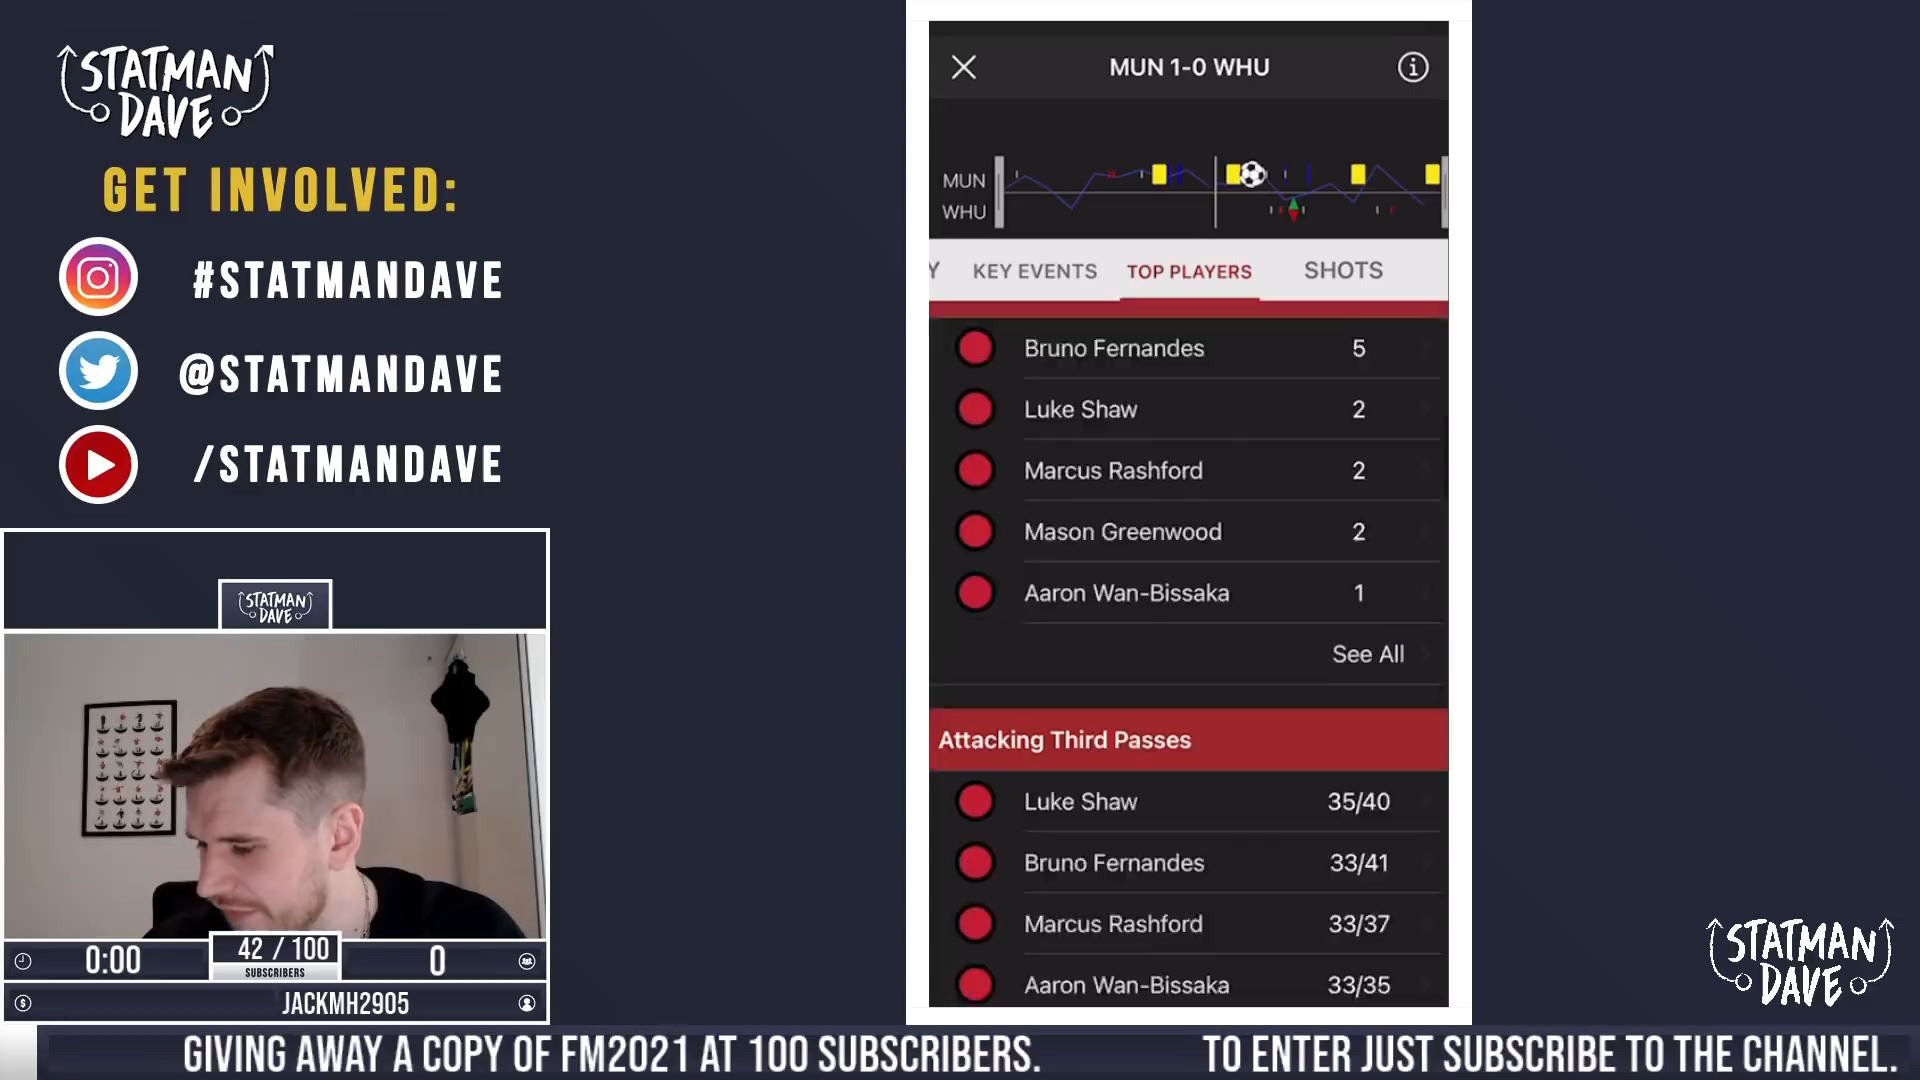 STATMAN
DAVE
GET INVOLVED:
#STATMANDAVE
@STATMANDAVE
/STATMANDAVE
STATMAN
DAVE
0:00
42 / 100
SUBSCRIBERS
0
$
JACKMH2905
MUN 1-0 WHU
i
MUN
WHU
Y
KEY EVENTS
TOP PLAYERS
SHOTS
Bruno Fernandes 5
Luke Shaw 2
Marcus Rashford 2
Mason Greenwood 2
Aaron Wan-Bissaka 1
See All
Attacking Third Passes
Luke Shaw 35/40
Bruno Fernandes 33/41
Marcus Rashford 33/37
Aaron Wan-Bissaka 33/35
STATMAN
DAVE
GIVING AWAY A COPY OF FM2021 AT 100 SUBSCRIBERS. TO ENTER JUST SUBSCRIBE TO THE CHANNEL.